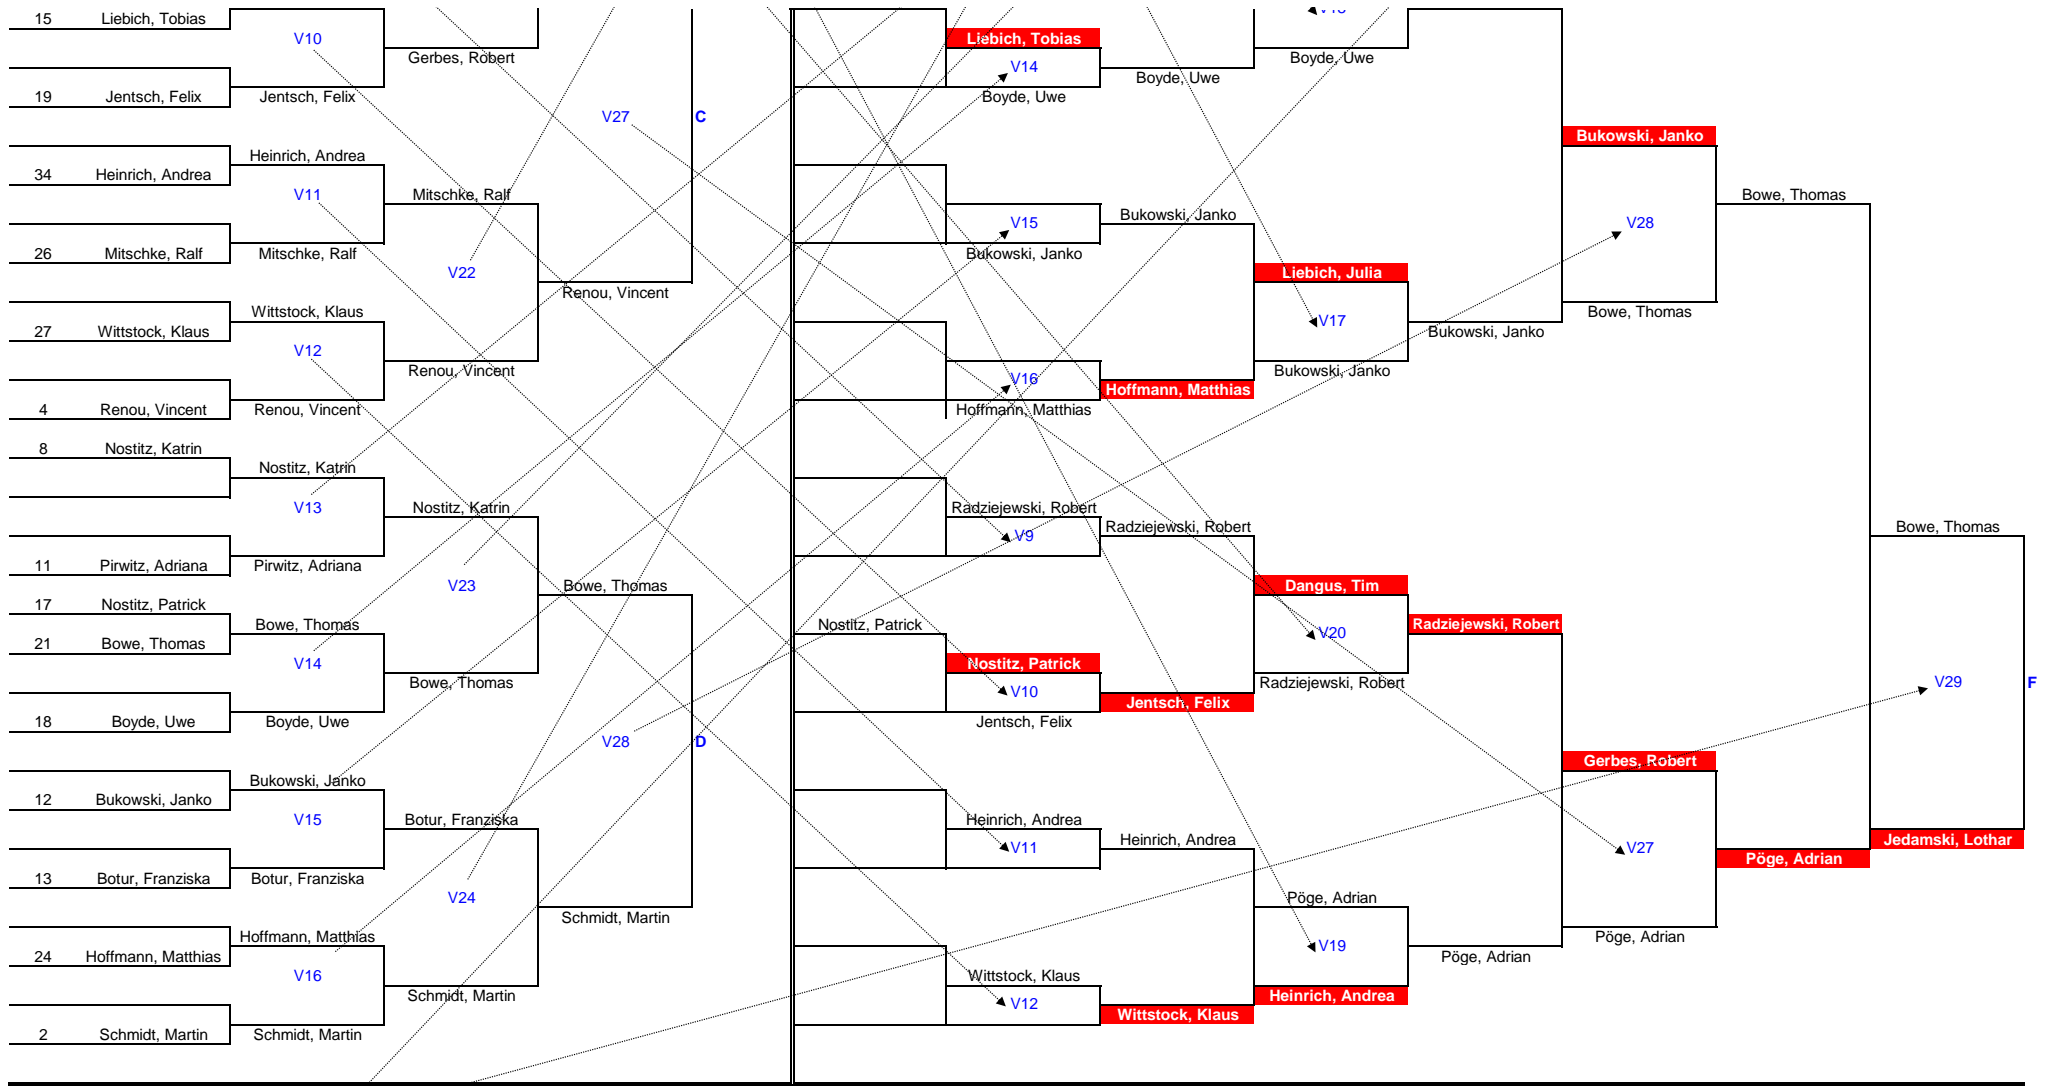 15 Liebich, Tobias
V10
Gerbes, Robert
19 Jentsch, Felix
Jentsch, Felix
V27
C
34 Heinrich, Andrea
Heinrich, Andrea
V11
Mitschke, Ralf
26 Mitschke, Ralf
Mitschke, Ralf
V22
Renou, Vincent
27 Wittstock, Klaus
Wittstock, Klaus
V12
Renou, Vincent
4 Renou, Vincent
Renou, Vincent
8 Nostitz, Katrin
Nostitz, Katrin
V13
Nostitz, Katrin
11 Pirwitz, Adriana
Pirwitz, Adriana
V23
Bowe, Thomas
17 Nostitz, Patrick
21 Bowe, Thomas
Bowe, Thomas
V14
Bowe, Thomas
18 Boyde, Uwe
Boyde, Uwe
V28
D
12 Bukowski, Janko
Bukowski, Janko
V15
Botur, Franziska
13 Botur, Franziska
Botur, Franziska
V24
Schmidt, Martin
24 Hoffmann, Matthias
Hoffmann, Matthias
V16
Schmidt, Martin
2 Schmidt, Martin
Schmidt, Martin
Liebich, Tobias
V14
Boyde, Uwe
Boyde, Uwe
Boyde, Uwe
Bukowski, Janko
V15
Bukowski, Janko
Bukowski, Janko
Liebich, Julia
V17
Bukowski, Janko
Bukowski, Janko
V16
Hoffmann, Matthias
Hoffmann, Matthias
V28
Bowe, Thomas
Bowe, Thomas
Radziejewski, Robert
V9
Radziejewski, Robert
Dangus, Tim
V20
Radziejewski, Robert
Radziejewski, Robert
Nostitz, Patrick
Nostitz, Patrick
V10
Jentsch, Felix
Jentsch, Felix
Heinrich, Andrea
V11
Heinrich, Andrea
Pöge, Adrian
V19
Heinrich, Andrea
Pöge, Adrian
Wittstock, Klaus
V12
Wittstock, Klaus
Gerbes, Robert
V27
Pöge, Adrian
Pöge, Adrian
Bowe, Thomas
V29
F
Jedamski, Lothar